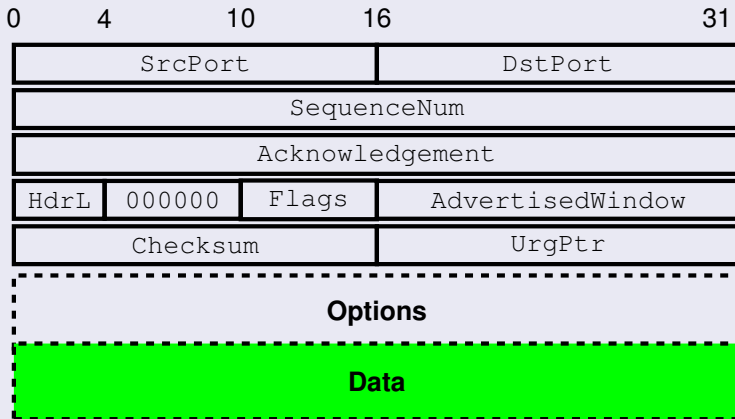 0 4 10 16 31
SrcPort DstPort
SequenceNum
Acknowledgement
HdrL 000000 Flags AdvertisedWindow
Checksum UrgPtr
Options
Data